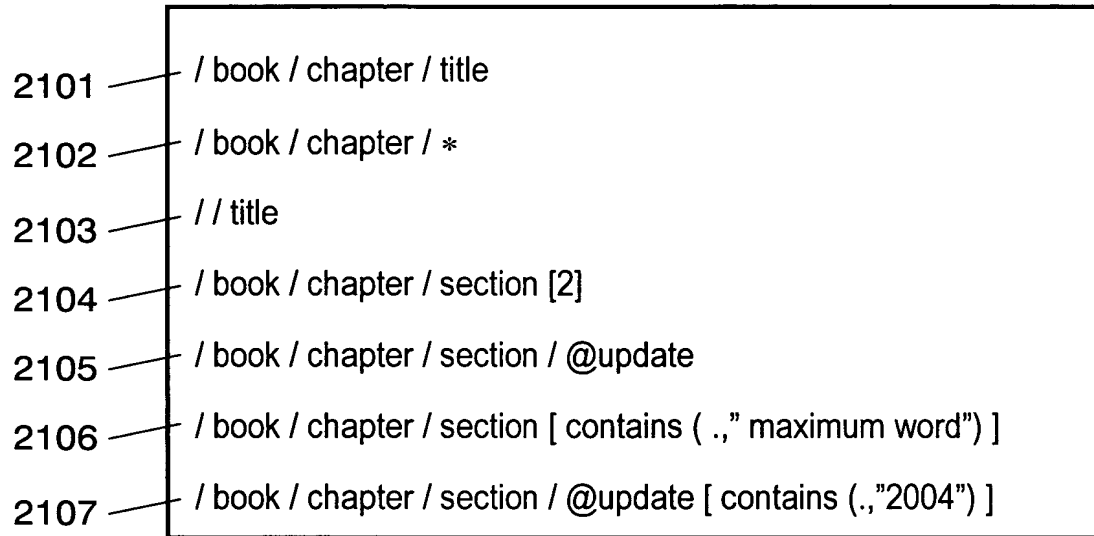 2101 / book / chapter / title
2102 / book / chapter / *
2103 / / title
2104 / book / chapter / section [2]
2105 / book / chapter / section / @update
2106 / book / chapter / section [ contains ( .,” maximum word”) ]
2107 / book / chapter / section / @update [ contains (.,”2004”) ]